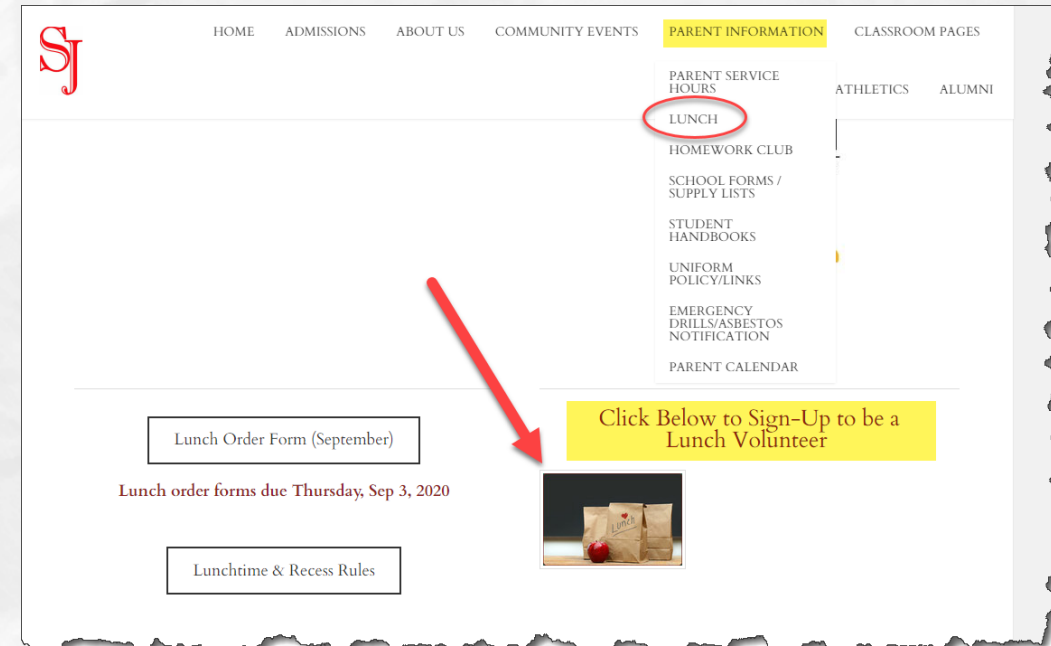 SJ
HOME ADMISSIONS ABOUT US COMMUNITY EVENTS PARENT INFORMATION CLASSROOM PAGES
ATHLETICS ALUMNI
PARENT SERVICE
HOURS
LUNCH
HOMEWORK CLUB
SCHOOL FORMS /
SUPPLY LISTS
STUDENT
HANDBOOKS
UNIFORM
POLICY/LINKS
EMERGENCY
DRILLS/ASBESTOS
NOTIFICATION
PARENT CALENDAR
Lunch Order Form (September)
Lunch order forms due Thursday, Sep 3, 2020
Lunchtime & Recess Rules
Click Below to Sign-Up to be a
Lunch Volunteer
Lunch